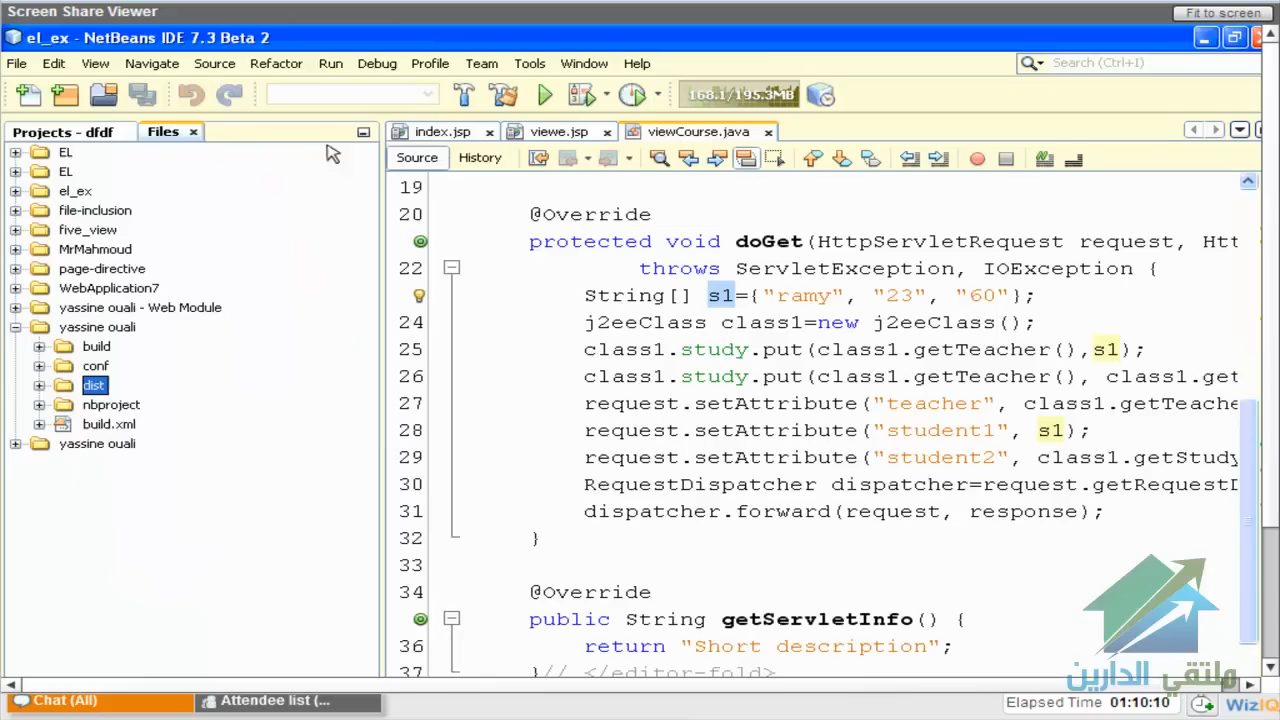 Screen Share Viewer
Fit to screen
el_ex - NetBeans IDE 7.3 Beta 2
File Edit View Navigate Source Refactor Run Debug Profile Team Tools Window Help
Search (Ctrl+I)
168.1/195.3MB
Projects - dfdf Files
index.jsp viewe.jsp viewCourse.java
Source History
EL
EL
el_ex
file-inclusion
five_view
MrMahmoud
page-directive
WebApplication7
yassine ouali - Web Module
yassine ouali
build
conf
dist
nbproject
build.xml
yassine ouali
19
20 @Override
protected void doGet(HttpServletRequest request, Htt
22 throws ServletException, IOException {
String[] s1={"ramy", "23", "60"};
24 j2eeClass class1=new j2eeClass();
25 class1.study.put(class1.getTeacher(),s1);
26 class1.study.put(class1.getTeacher(), class1.get
27 request.setAttribute("teacher", class1.getTeache
28 request.setAttribute("student1", s1);
29 request.setAttribute("student2", class1.getStudy
30 RequestDispatcher dispatcher=request.getRequestD
31 dispatcher.forward(request, response);
32 }
33
34 @Override
public String getServletInfo() {
36 return "Short description";
37 }// </editor-fold>
ملتقي الدارين
Chat (All)
Attendee list (...
Elapsed Time 01:10:10
WizIQ